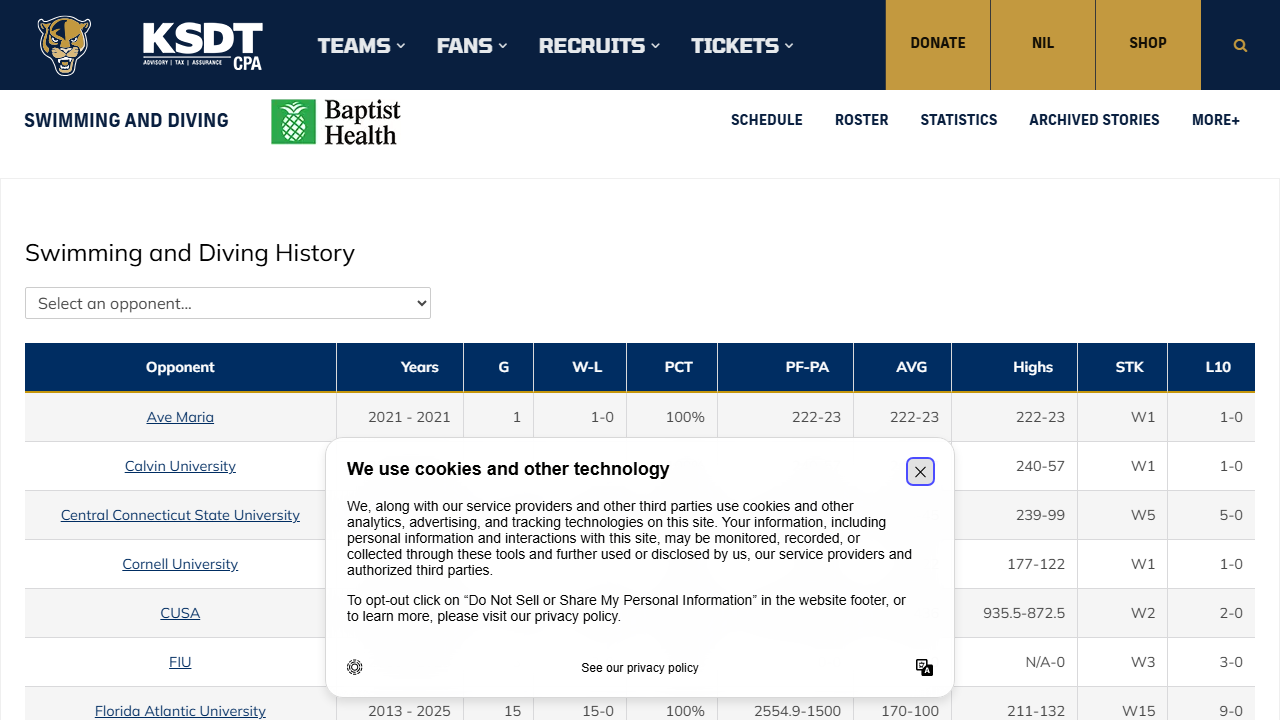 KSDT
ADVISORY | TAX | ASSURANCE CPA
TEAMS FANS RECRUITS TICKETS DONATE NIL SHOP
SWIMMING AND DIVING Baptist Health SCHEDULE ROSTER STATISTICS ARCHIVED STORIES MORE+
Swimming and Diving History
Select an opponent...
Opponent Years G W-L PCT PF-PA AVG Highs STK L10
Ave Maria 2021 - 2021 1 1-0 100% 222-23 222-23 222-23 W1 1-0
Calvin University 240-57 W1 1-0
Central Connecticut State University 239-99 W5 5-0
Cornell University 177-122 W1 1-0
CUSA 935.5-872.5 W2 2-0
FIU N/A-0 W3 3-0
Florida Atlantic University 2013 - 2025 15 15-0 100% 2554.9-1500 170-100 211-132 W15 9-0
We use cookies and other technology
We, along with our service providers and other third parties use cookies and other
analytics, advertising, and tracking technologies on this site. Your information, including
personal information and interactions with this site, may be monitored, recorded, or
collected through these tools and further used or disclosed by us, our service providers and
authorized third parties.
To opt-out click on “Do Not Sell or Share My Personal Information” in the website footer, or
to learn more, please visit our privacy policy.
See our privacy policy